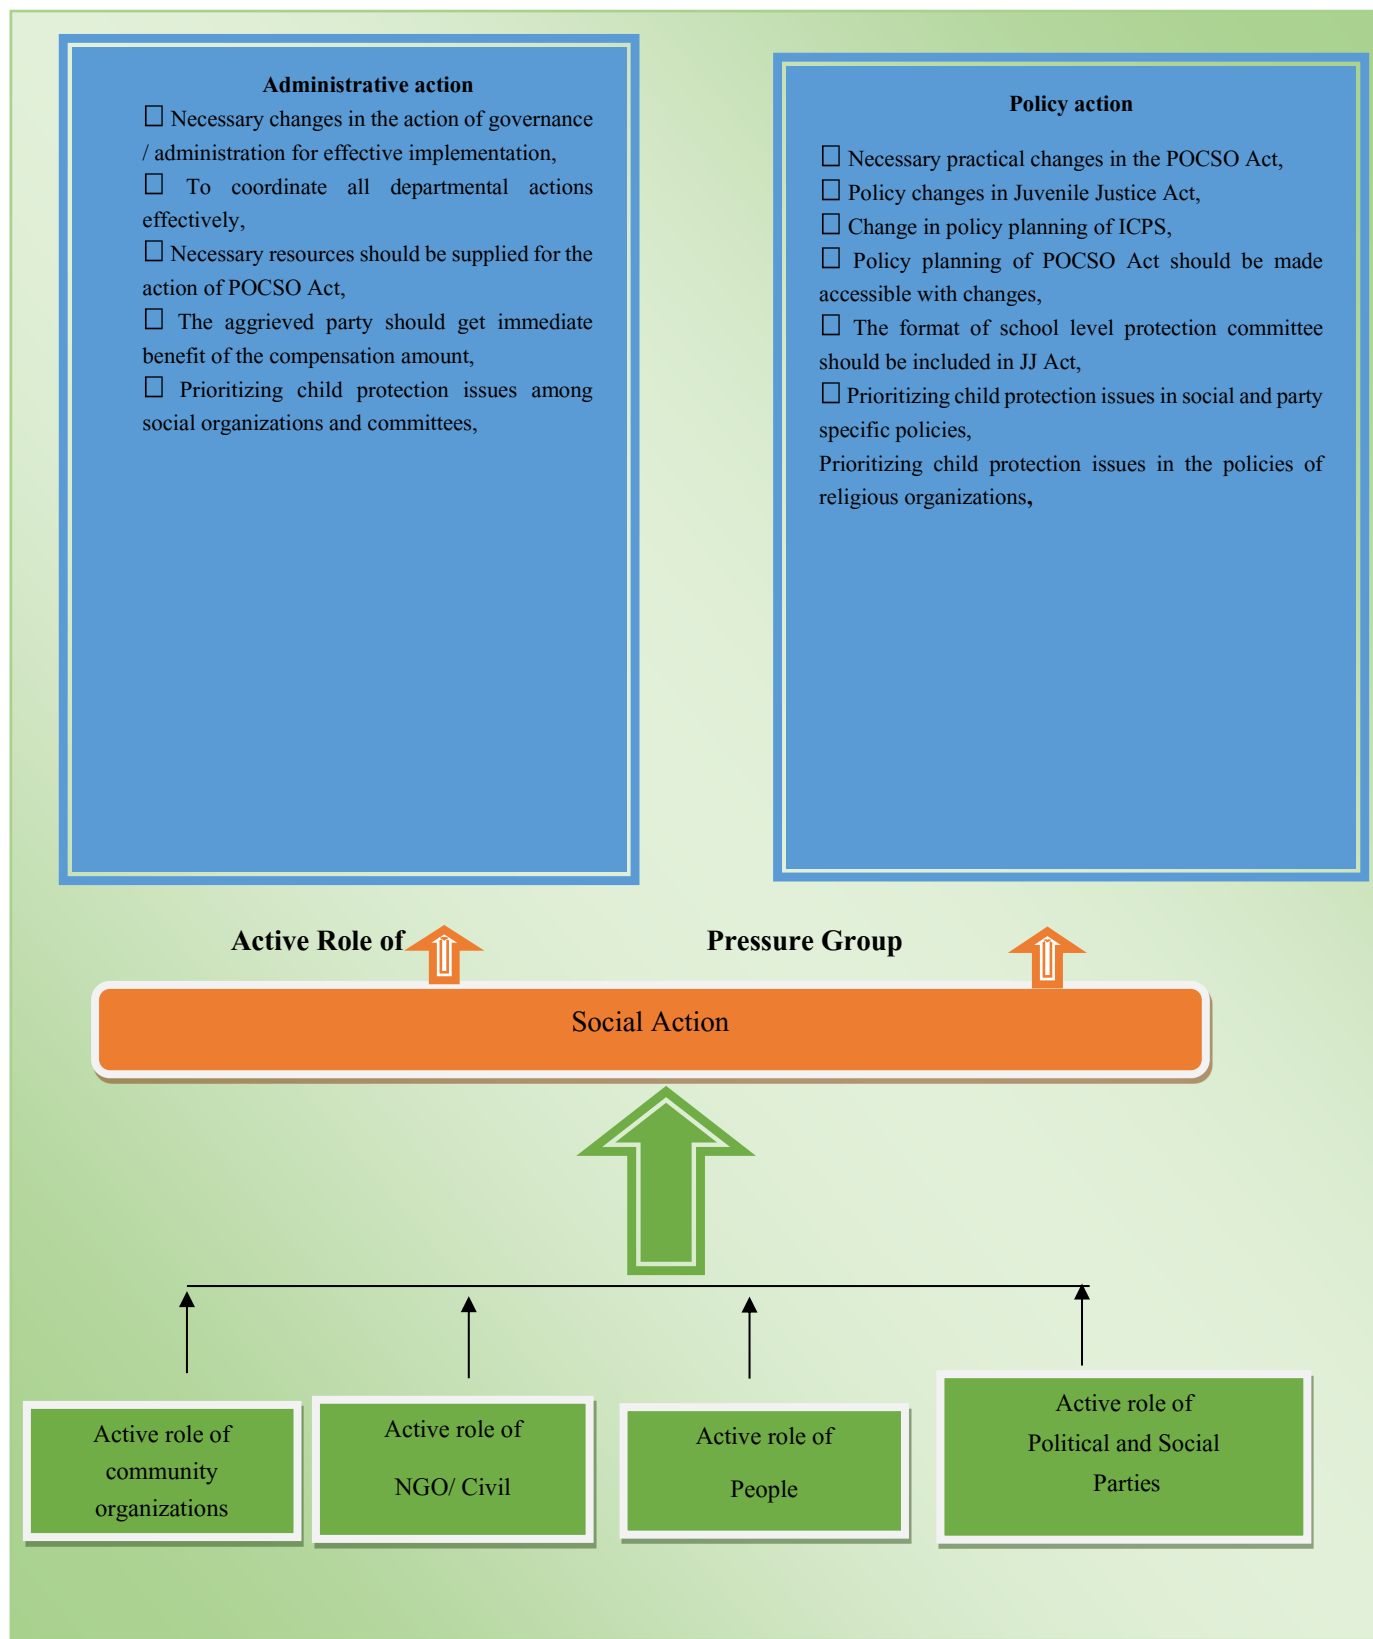 Administrative action
☐ Necessary changes in the action of governance
/ administration for effective implementation,
☐ To coordinate all departmental actions
effectively,
☐ Necessary resources should be supplied for the
action of POCSO Act,
☐ The aggrieved party should get immediate
benefit of the compensation amount,
☐ Prioritizing child protection issues among
social organizations and committees,
Policy action
☐ Necessary practical changes in the POCSO Act,
☐ Policy changes in Juvenile Justice Act,
☐ Change in policy planning of ICPS,
☐ Policy planning of POCSO Act should be made
accessible with changes,
☐ The format of school level protection committee
should be included in JJ Act,
☐ Prioritizing child protection issues in social and party
specific policies,
Prioritizing child protection issues in the policies of
religious organizations,
Active Role of Pressure Group
Social Action
Active role of
community
organizations
Active role of
NGO/ Civil
Active role of
People
Active role of
Political and Social
Parties